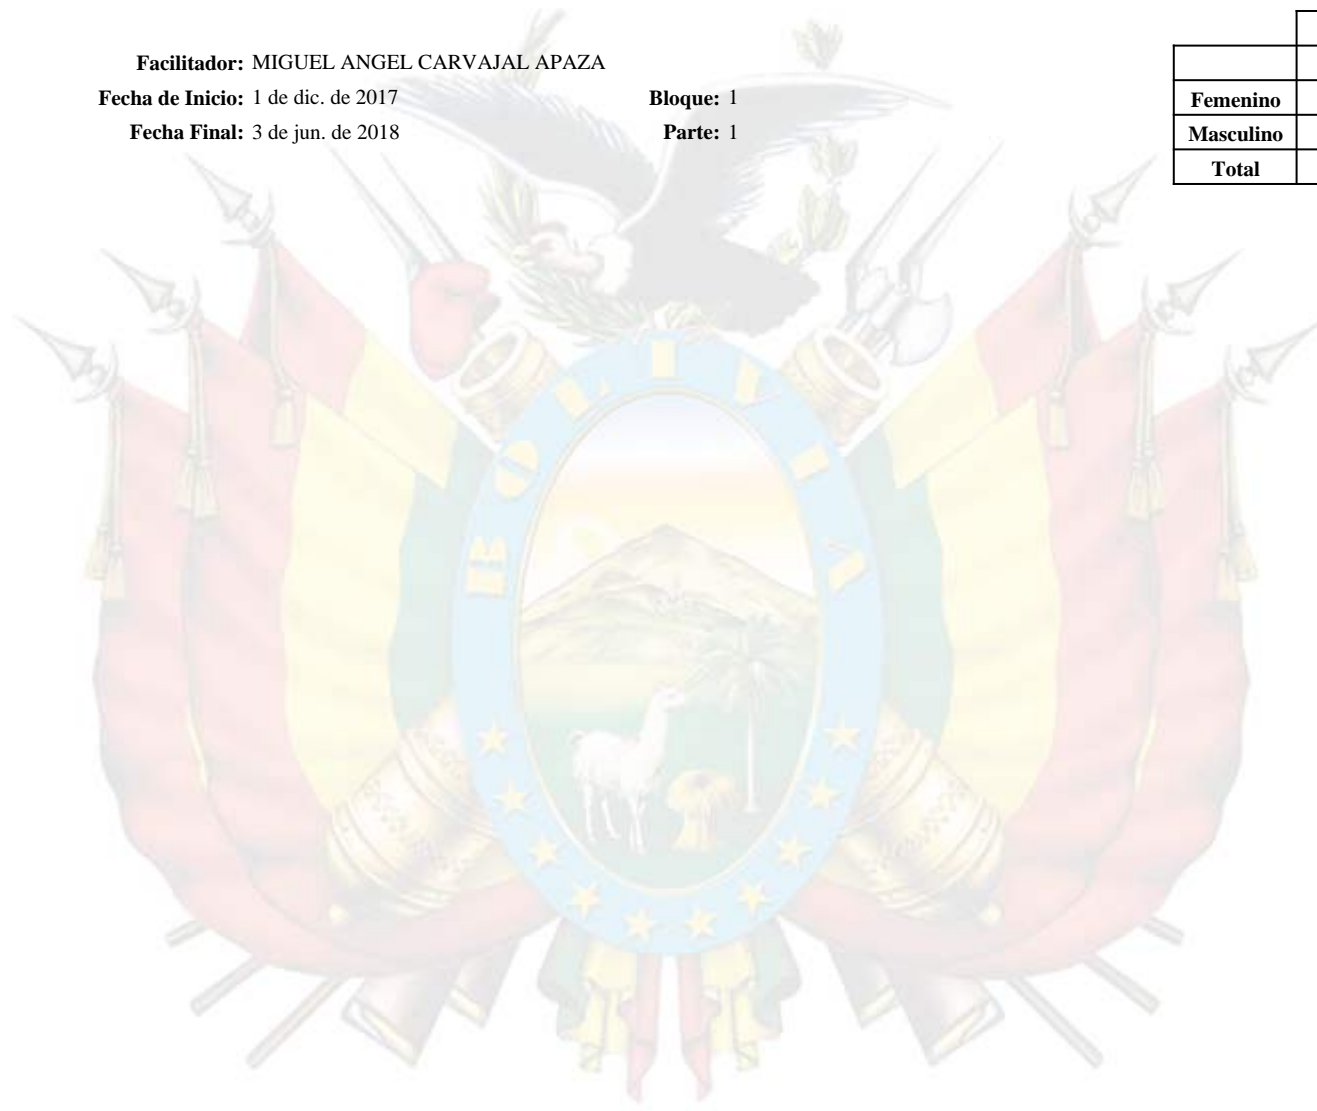 Facilitador: MIGUEL ANGEL CARVAJAL APAZA
Fecha de Inicio: 1 de dic. de 2017 Bloque: 1
Fecha Final: 3 de jun. de 2018 Parte: 1
Femenino
Masculino
Total
BOLIVIA